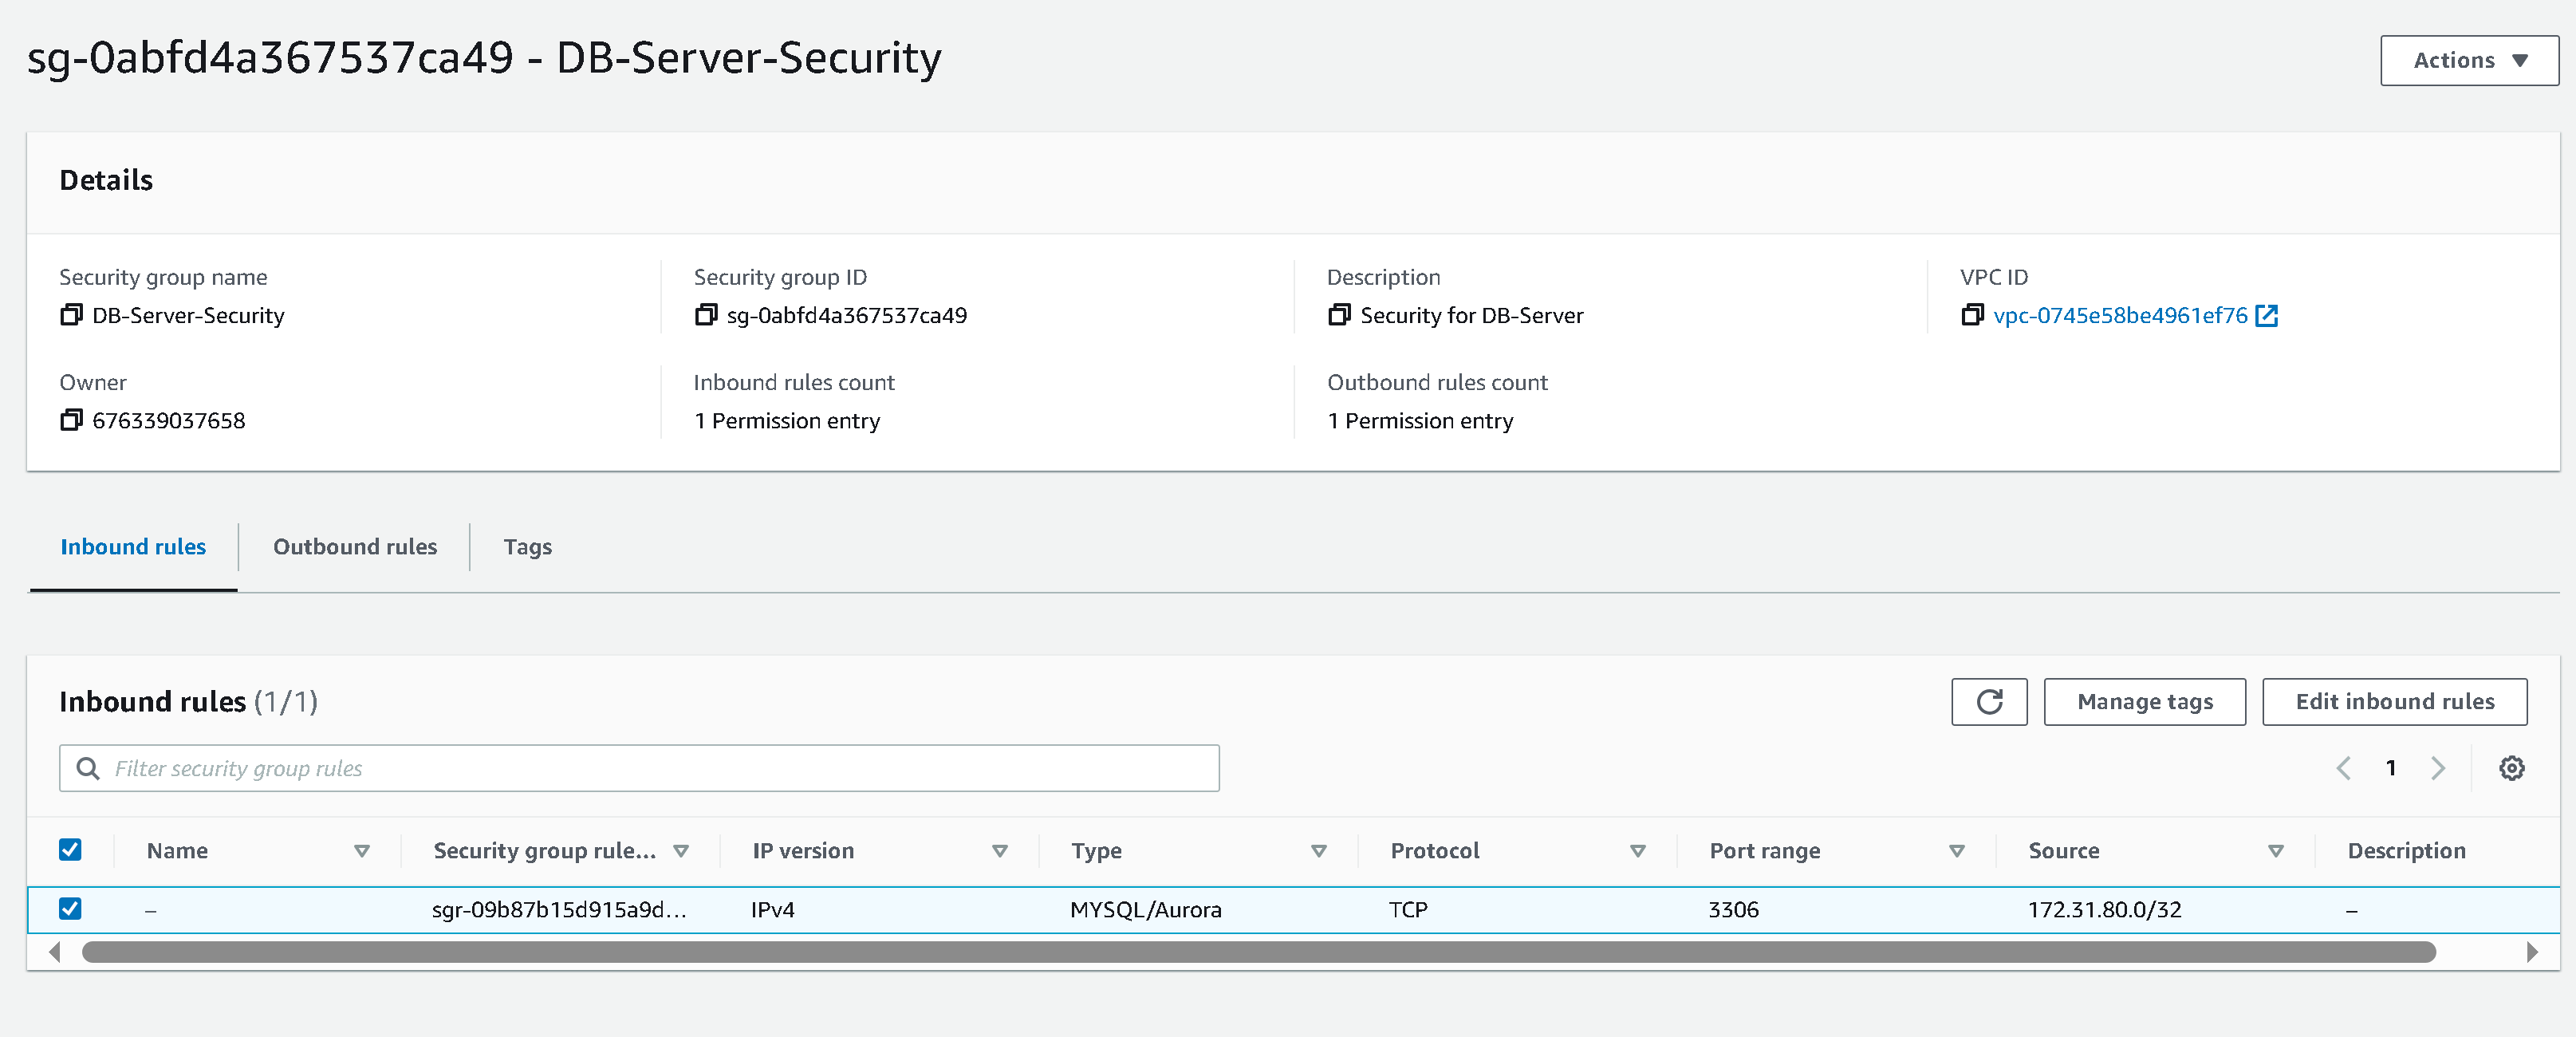 sg-0abfd4a367537ca49 - DB-Server-Security
Actions
Details
Security group name
DB-Server-Security
Security group ID
sg-0abfd4a367537ca49
Description
Security for DB-Server
VPC ID
vpc-0745e58be4961ef76
Owner
676339037658
Inbound rules count
1 Permission entry
Outbound rules count
1 Permission entry
Inbound rules
Outbound rules
Tags
Inbound rules (1/1)
Manage tags
Edit inbound rules
Filter security group rules
1
Name Security group rule... IP version Type Protocol Port range Source Description
– sgr-09b87b15d915a9d... IPv4 MYSQL/Aurora TCP 3306 172.31.80.0/32 –